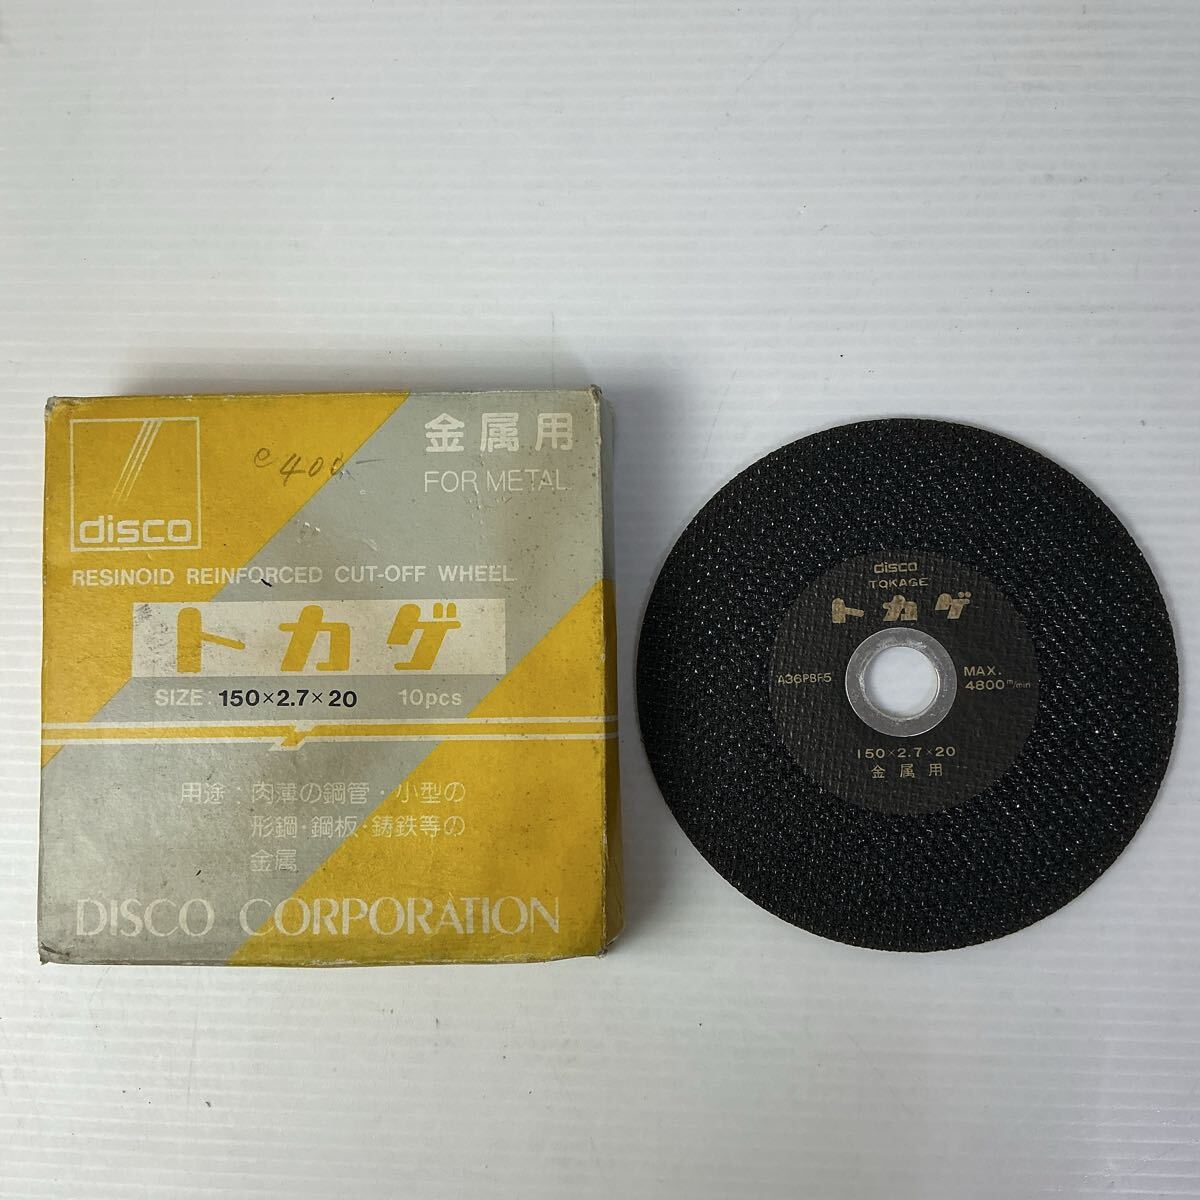 金属用
FOR METAL
@400.-
disco
RESINOID REINFORCED CUT-OFF WHEEL
トカゲ
SIZE: 150×2.7×20 10pcs
用途・肉薄の鋼管・小型の
形鋼・鋼板・鋳鉄等の
金属
DISCO CORPORATION
disco
TOKAGE
トカゲ
A36PBF5
MAX.
4800m/min
150×2.7×20
金属用